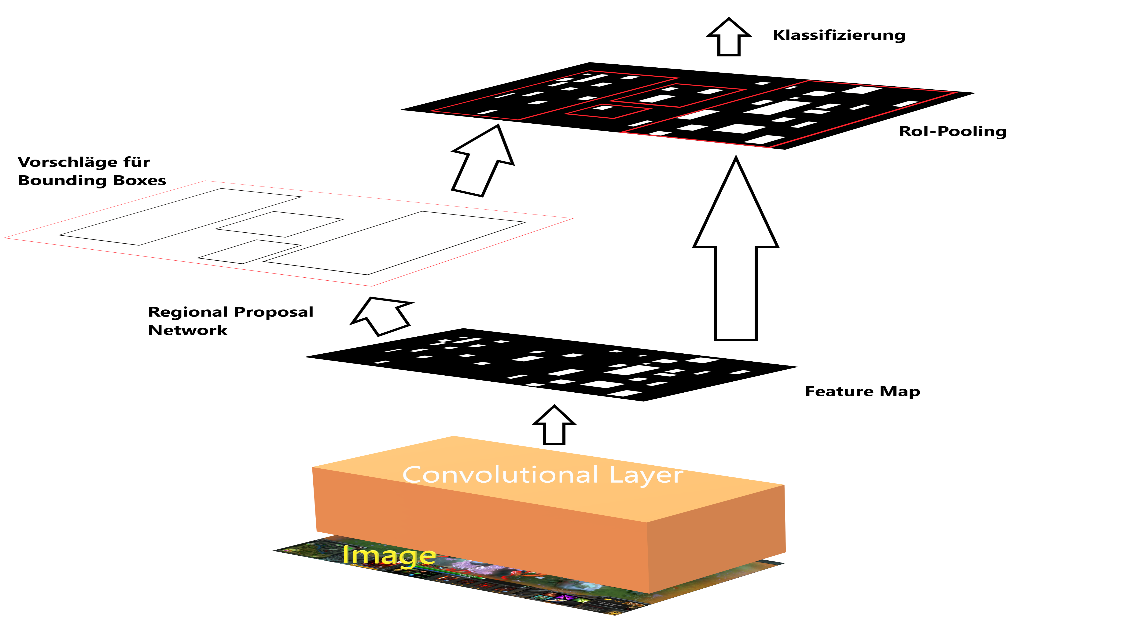 Klassifizierung
RoI-Pooling
Vorschläge für
Bounding Boxes
Regional Proposal
Network
Feature Map
Convolutional Layer
Image